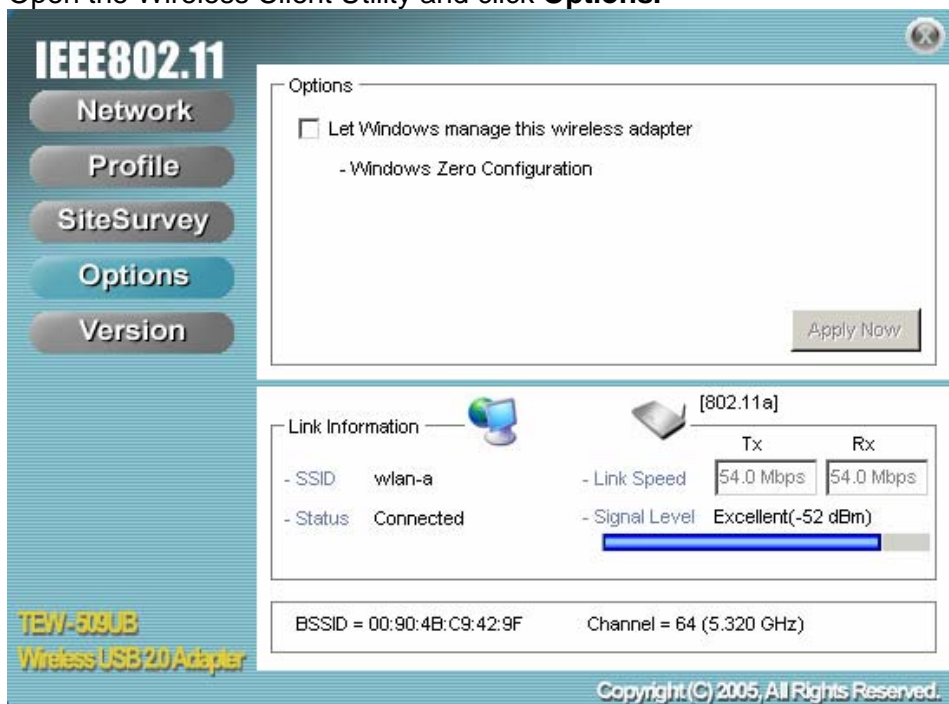 Open the Wireless Client Utility and click Options.
IEEE802.11
Network
Profile
SiteSurvey
Options
Version
Options
Let Windows manage this wireless adapter
- Windows Zero Configuration
Apply Now
Link Information
[802.11a]
Tx Rx
- SSID wlan-a
- Link Speed 54.0 Mbps 54.0 Mbps
- Status Connected
- Signal Level Excellent(-52 dBm)
BSSID = 00:90:4B:C9:42:9F Channel = 64 (5.320 GHz)
TEW-509UB
Wireless USB 2.0 Adapter
Copyright (C) 2005, All Rights Reserved.